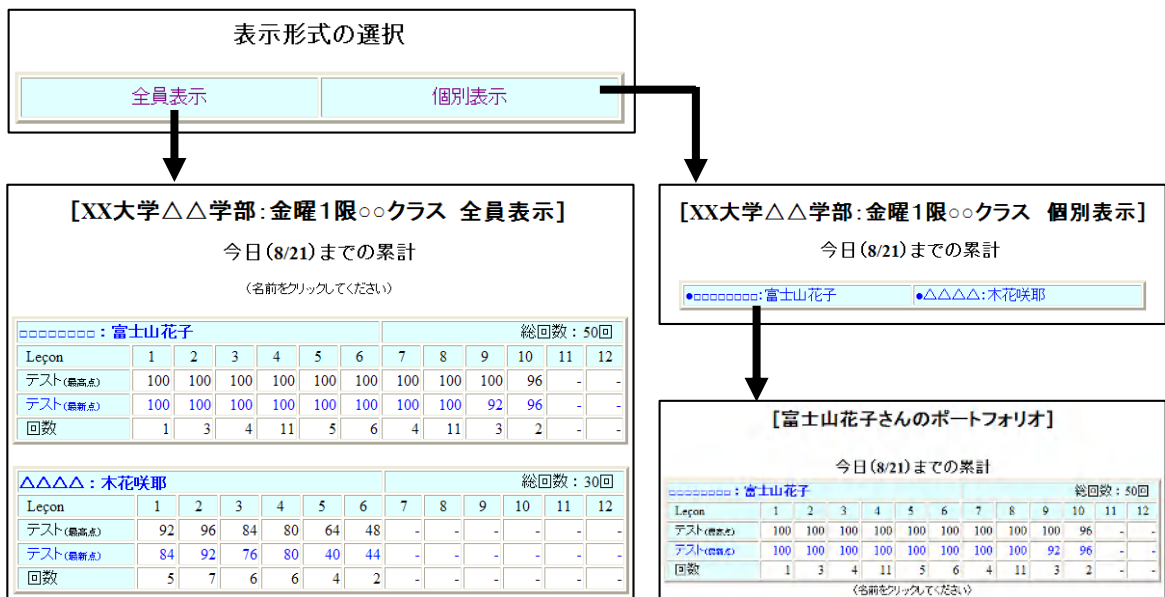 表示形式の選択
全員表示 個別表示
[XX大学△△学部:金曜1限○○クラス 全員表示]
今日(8/21)までの累計
(名前をクリックしてください)
□□□□□□□□:富士山花子 総回数:50回
Leçon 1 2 3 4 5 6 7 8 9 10 11 12
テスト(最高点) 100 100 100 100 100 100 100 100 100 96 - -
テスト(最新点) 100 100 100 100 100 100 100 100 92 96 - -
回数 1 3 4 11 5 6 4 11 3 2 - -
△△△△:木花咲耶 総回数:30回
Leçon 1 2 3 4 5 6 7 8 9 10 11 12
テスト(最高点) 92 96 84 80 64 48 - - - - - -
テスト(最新点) 84 92 76 80 40 44 - - - - - -
回数 5 7 6 6 4 2 - - - - - -
[XX大学△△学部:金曜1限○○クラス 個別表示]
今日(8/21)までの累計
●□□□□□□□□:富士山花子 ●△△△△:木花咲耶
[富士山花子さんのポートフォリオ]
今日(8/21)までの累計
□□□□□□□□:富士山花子 総回数:50回
Leçon 1 2 3 4 5 6 7 8 9 10 11 12
テスト(最高点) 100 100 100 100 100 100 100 100 100 96 - -
テスト(最新点) 100 100 100 100 100 100 100 100 92 96 - -
回数 1 3 4 11 5 6 4 11 3 2 - -
(名前をクリックしてください)